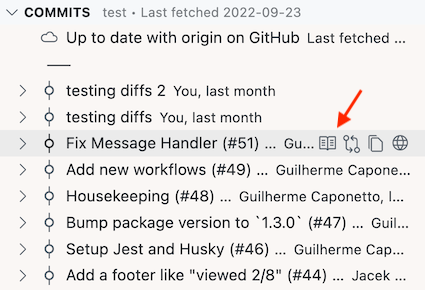 COMMITS test • Last fetched 2022-09-23
Up to date with origin on GitHub Last fetched ...
testing diffs 2 You, last month
testing diffs You, last month
Fix Message Handler (#51) ... Gu...
Add new workflows (#49) ... Guilherme Capone...
Housekeeping (#48) ... Guilherme Caponetto, I...
Bump package version to `1.3.0` (#47) ... Guil...
Setup Jest and Husky (#46) ... Guilherme Cap...
Add a footer like "viewed 2/8" (#44) ... Jacek ...